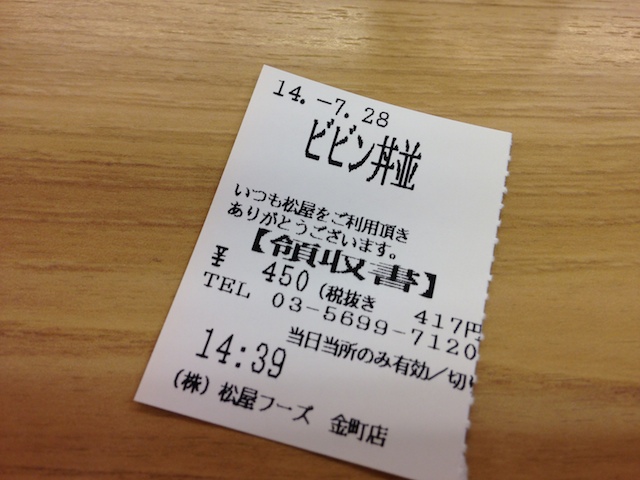 14.-7.28
ビビン丼並
いつも松屋をご利用頂き
ありがとうございます。
【領収書】
¥ 450 (税抜き 417円
TEL 03-5699-7120
14:39 当日当所のみ有効/切り
(株) 松屋フーズ 金町店